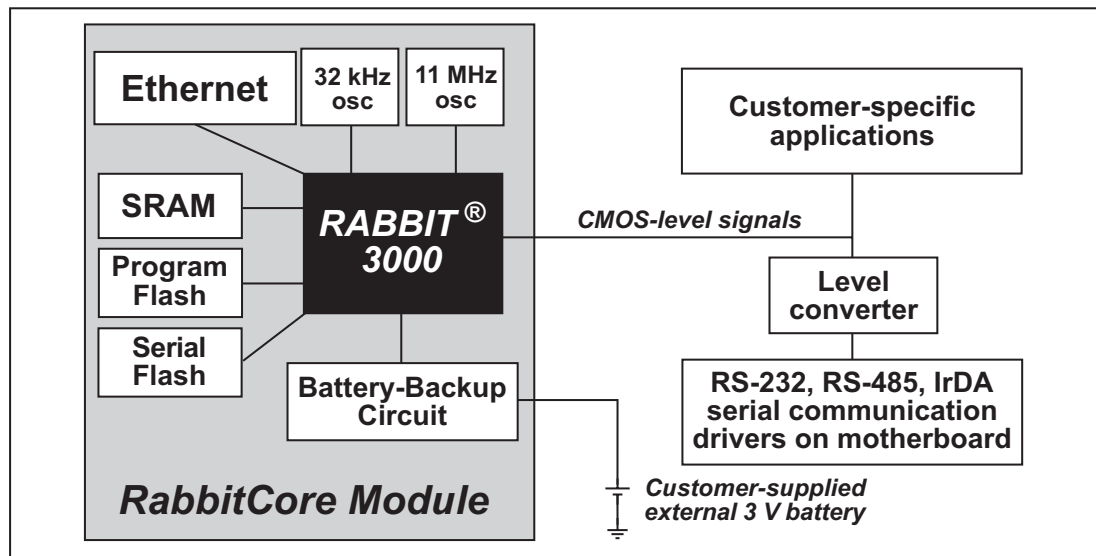 Ethernet
32 kHz
osc
11 MHz
osc
SRAM
Program
Flash
Serial
Flash
RABBIT ®
3000
Battery-Backup
Circuit
RabbitCore Module
CMOS-level signals
Customer-specific
applications
Level
converter
RS-232, RS-485, IrDA
serial communication
drivers on motherboard
Customer-supplied
external 3 V battery